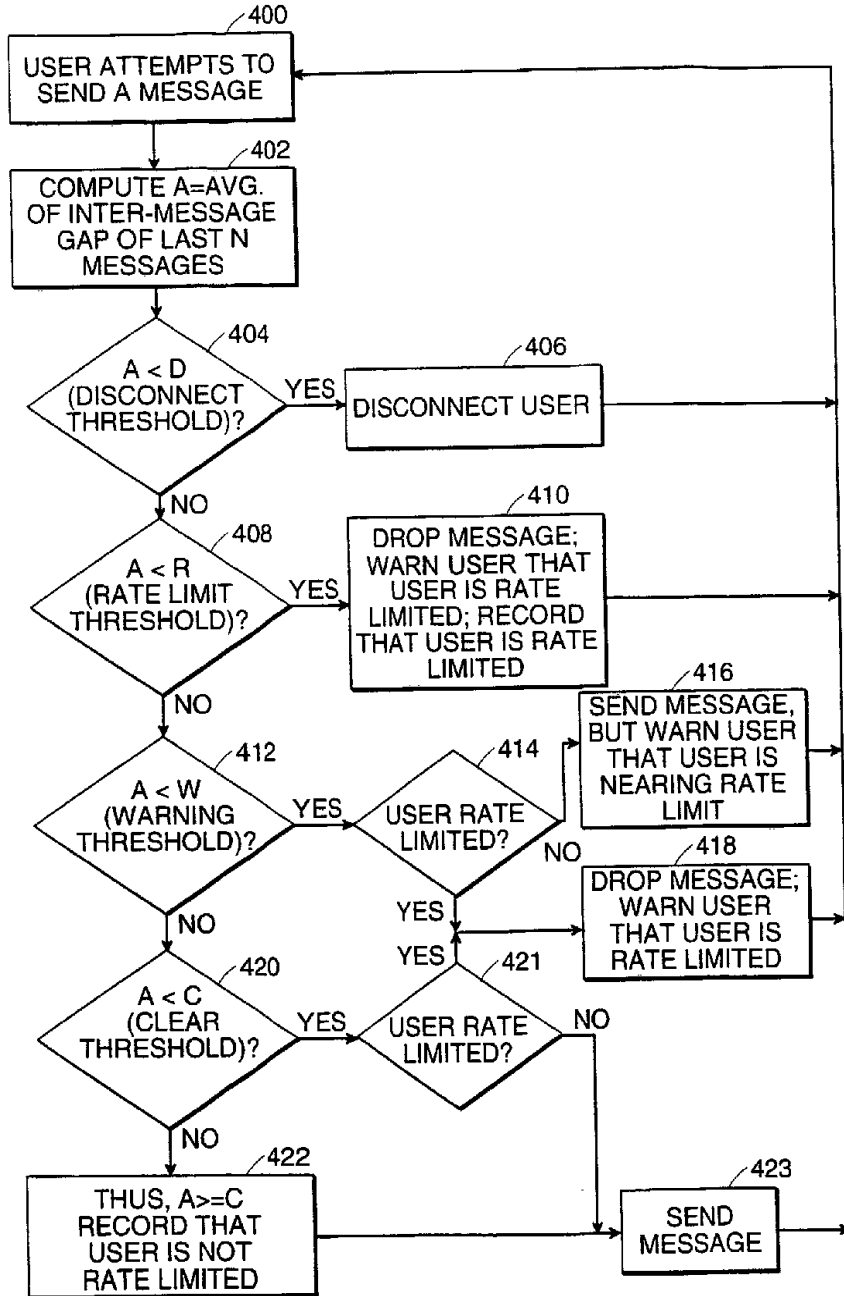 400
USER ATTEMPTS TO
SEND A MESSAGE
402
COMPUTE A=AVG.
OF INTER-MESSAGE
GAP OF LAST N
MESSAGES
404
A < D
(DISCONNECT
THRESHOLD)?
YES
406
DISCONNECT USER
NO
408
A < R
(RATE LIMIT
THRESHOLD)?
YES
410
DROP MESSAGE;
WARN USER THAT
USER IS RATE
LIMITED; RECORD
THAT USER IS RATE
LIMITED
NO
412
A < W
(WARNING
THRESHOLD)?
YES
414
USER RATE
LIMITED?
NO
416
SEND MESSAGE,
BUT WARN USER
THAT USER IS
NEARING RATE
LIMIT
YES
418
DROP MESSAGE;
WARN USER
THAT USER IS
RATE LIMITED
NO
420
A < C
(CLEAR
THRESHOLD)?
YES
YES
421
USER RATE
LIMITED?
NO
NO
422
THUS, A>=C
RECORD THAT
USER IS NOT
RATE LIMITED
423
SEND
MESSAGE